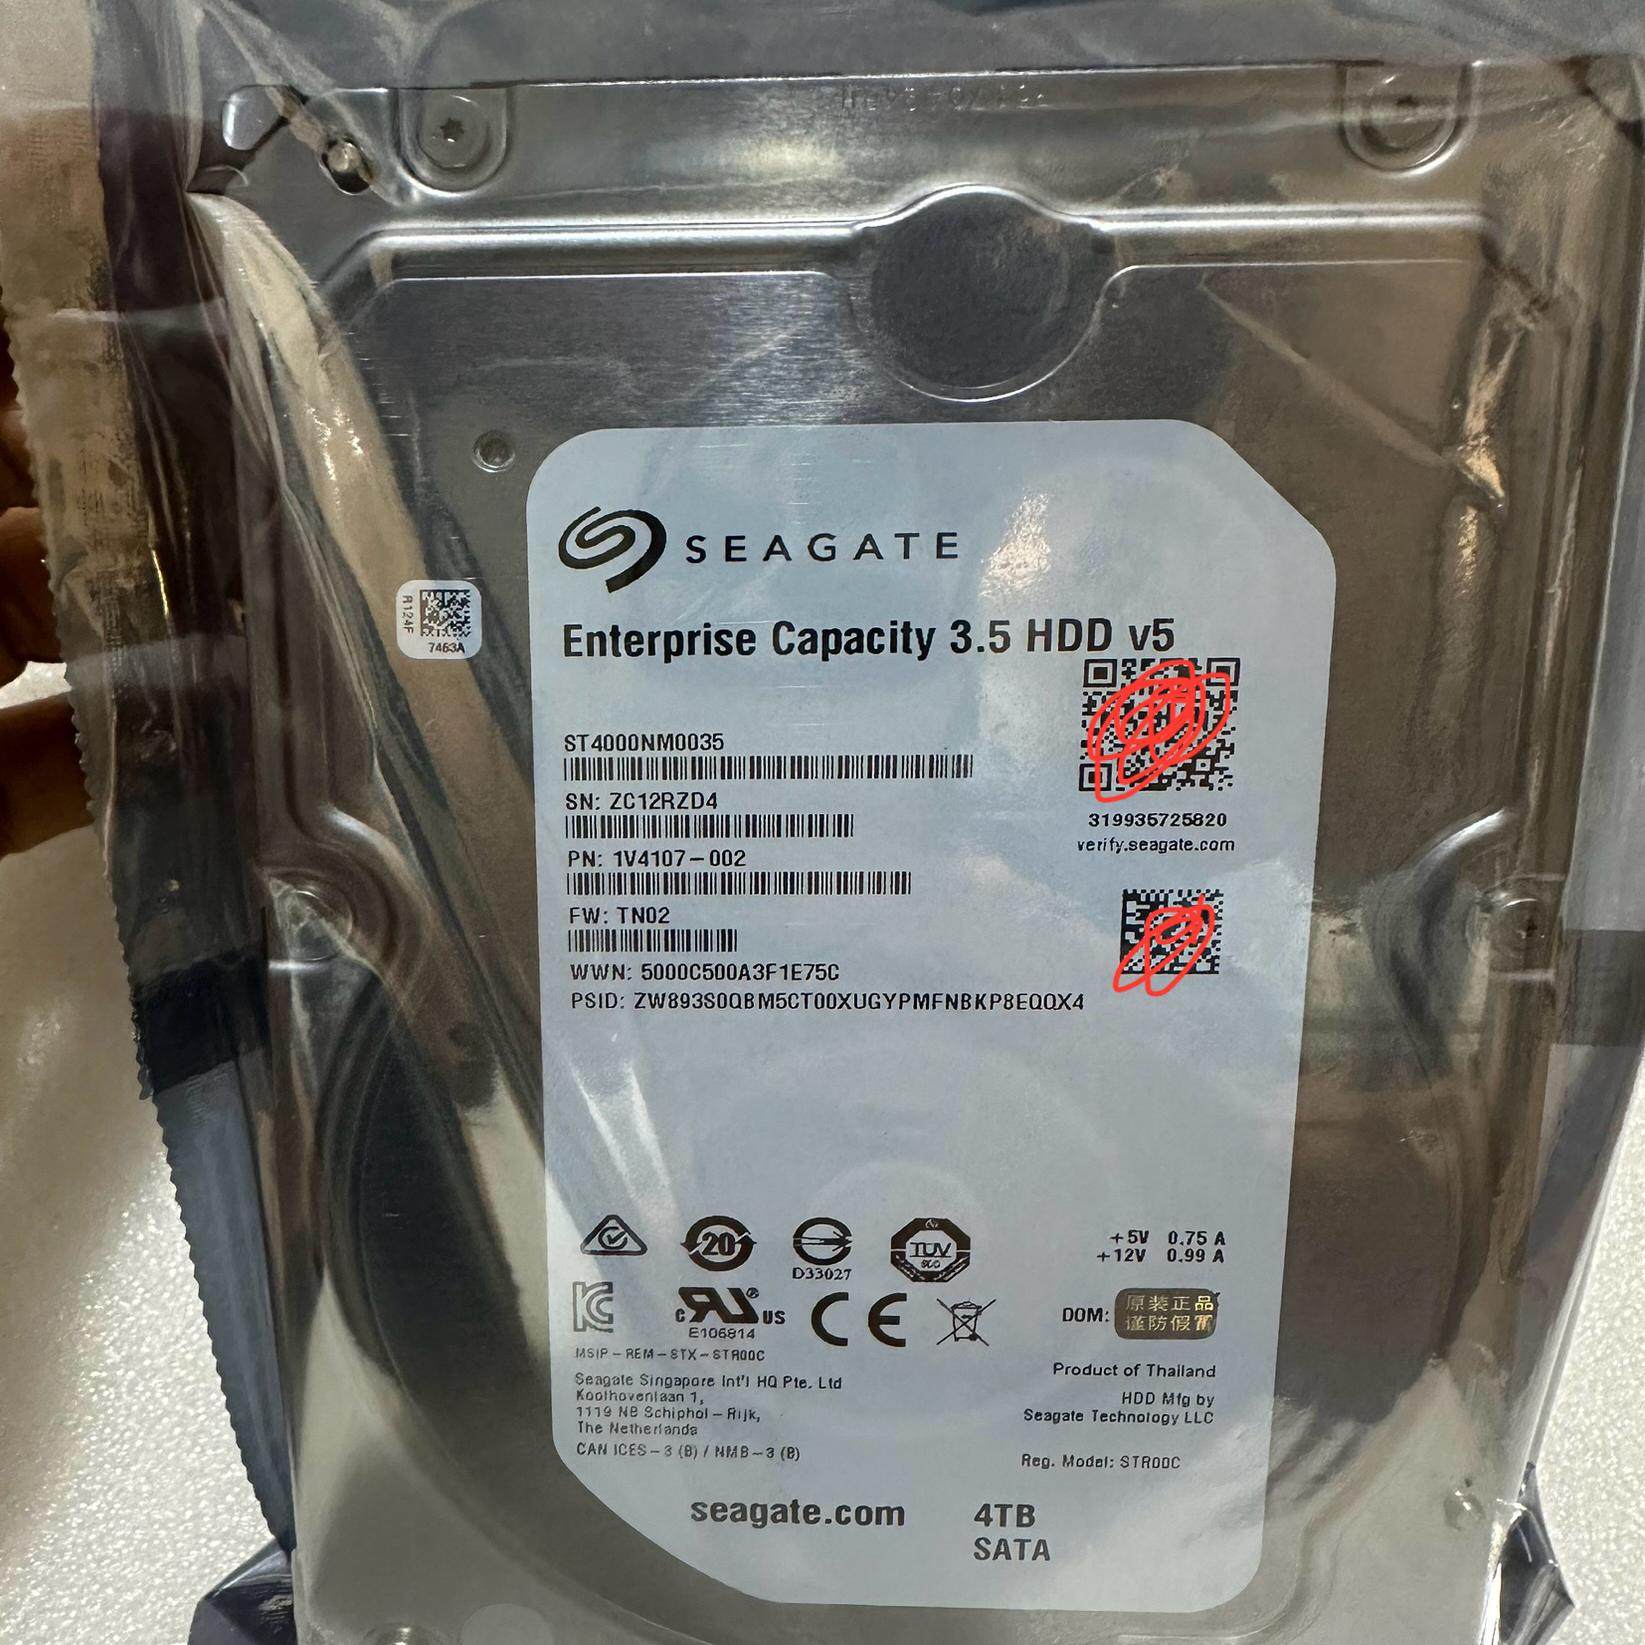 R124F
7463A
SEAGATE
Enterprise Capacity 3.5 HDD v5
ST4000NM0035
SN: ZC12RZD4
PN: 1V4107-002
FW: TN02
WWN: 5000C500A3F1E75C
PSID: ZW893S0QBM5CT00XUGYPMFNBKP8EQQX4
319935725820
verify.seagate.com
20
D33027
TUV
SUD
+5V 0.75 A
+12V 0.99 A
c RU US
E106814
CE
DOM:
原装正品
谨防假冒
MSIP-REM-STX-STR00C
Seagate Singapore Int'l HQ Pte. Ltd
Koolhovenlaan 1,
1119 NB Schiphol-Rijk,
The Netherlands
CAN ICES-3 (B) / NMB-3 (B)
Product of Thailand
HDD Mfg by
Seagate Technology LLC
Reg. Model: STR00C
seagate.com
4TB
SATA